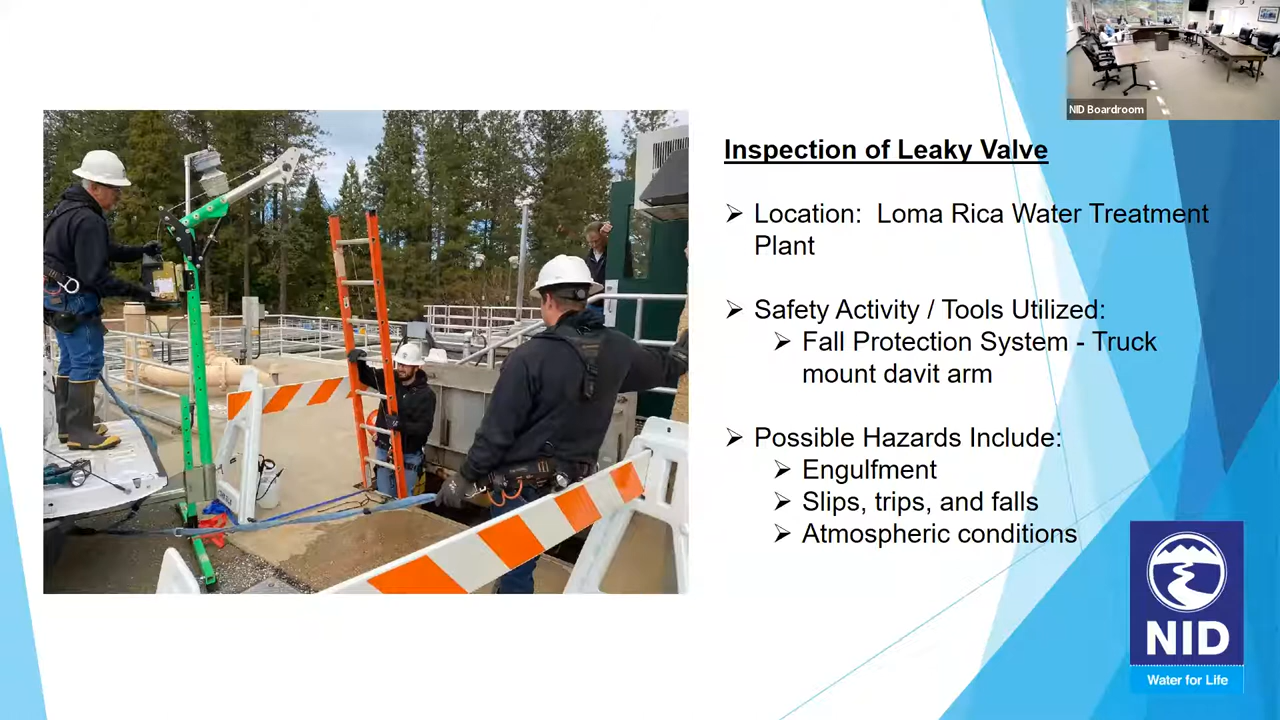 NID Boardroom
Inspection of Leaky Valve
Location: Loma Rica Water Treatment
Plant
Safety Activity / Tools Utilized:
Fall Protection System - Truck
mount davit arm
Possible Hazards Include:
Engulfment
Slips, trips, and falls
Atmospheric conditions
NID
Water for Life